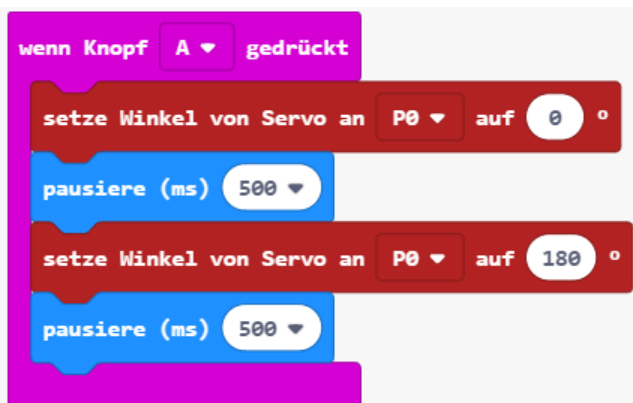 wenn Knopf A gedrückt
setze Winkel von Servo an P0 auf 0 °
pausiere (ms) 500
setze Winkel von Servo an P0 auf 180 °
pausiere (ms) 500